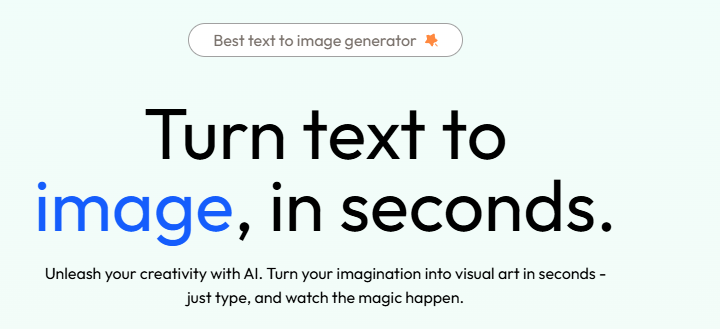 Best text to image generator
Turn text to
image, in seconds.
Unleash your creativity with AI. Turn your imagination into visual art in seconds -
just type, and watch the magic happen.